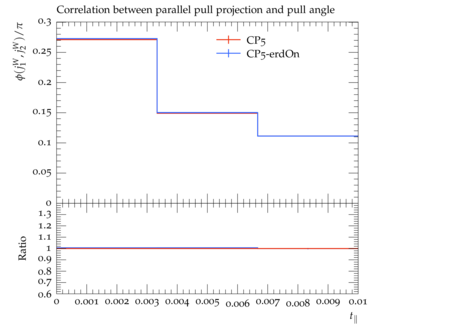 Correlation between parallel pull projection and pull angle
ϕ(j₁ᵂ, j₂ᵂ)/π
0.3
0.25
0.2
0.15
0.1
0.05
0
CP5
CP5-erdOn
Ratio
1.3
1.2
1.1
1
0.9
0.8
0.7
0.6
0 0.001 0.002 0.003 0.004 0.005 0.006 0.007 0.008 0.009 0.01
t∥